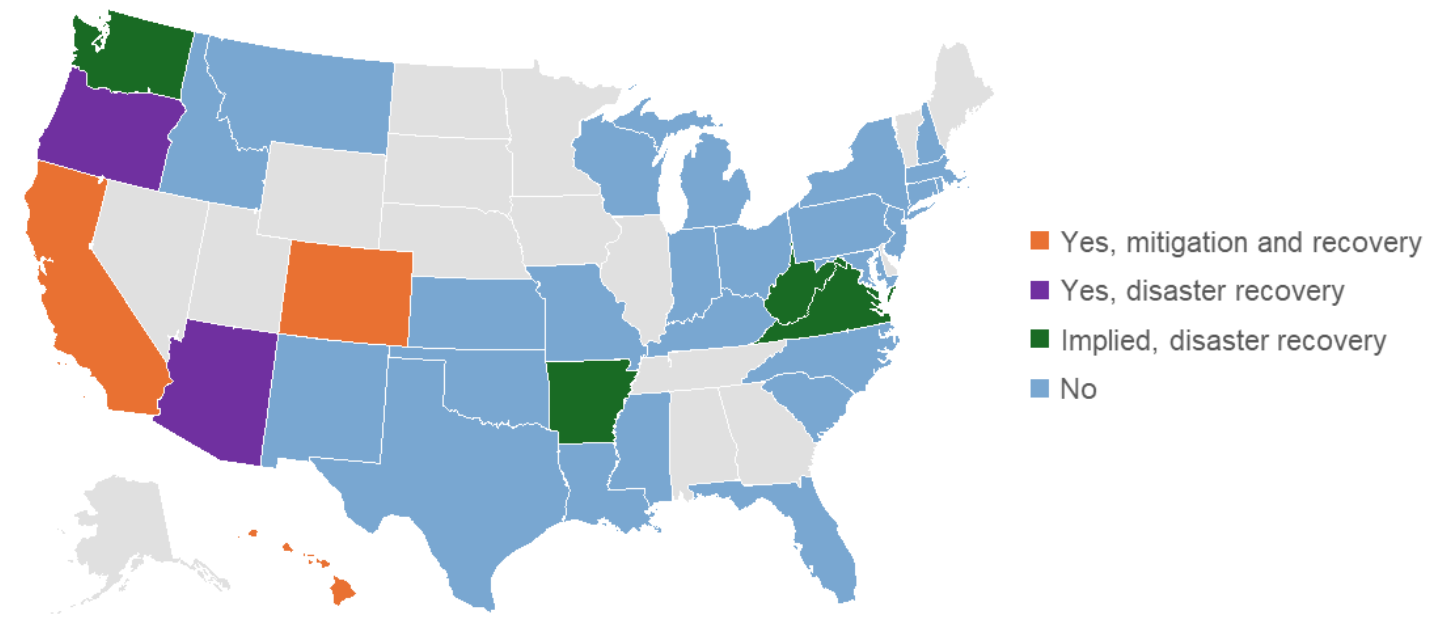 Yes, mitigation and recovery
Yes, disaster recovery
Implied, disaster recovery
No